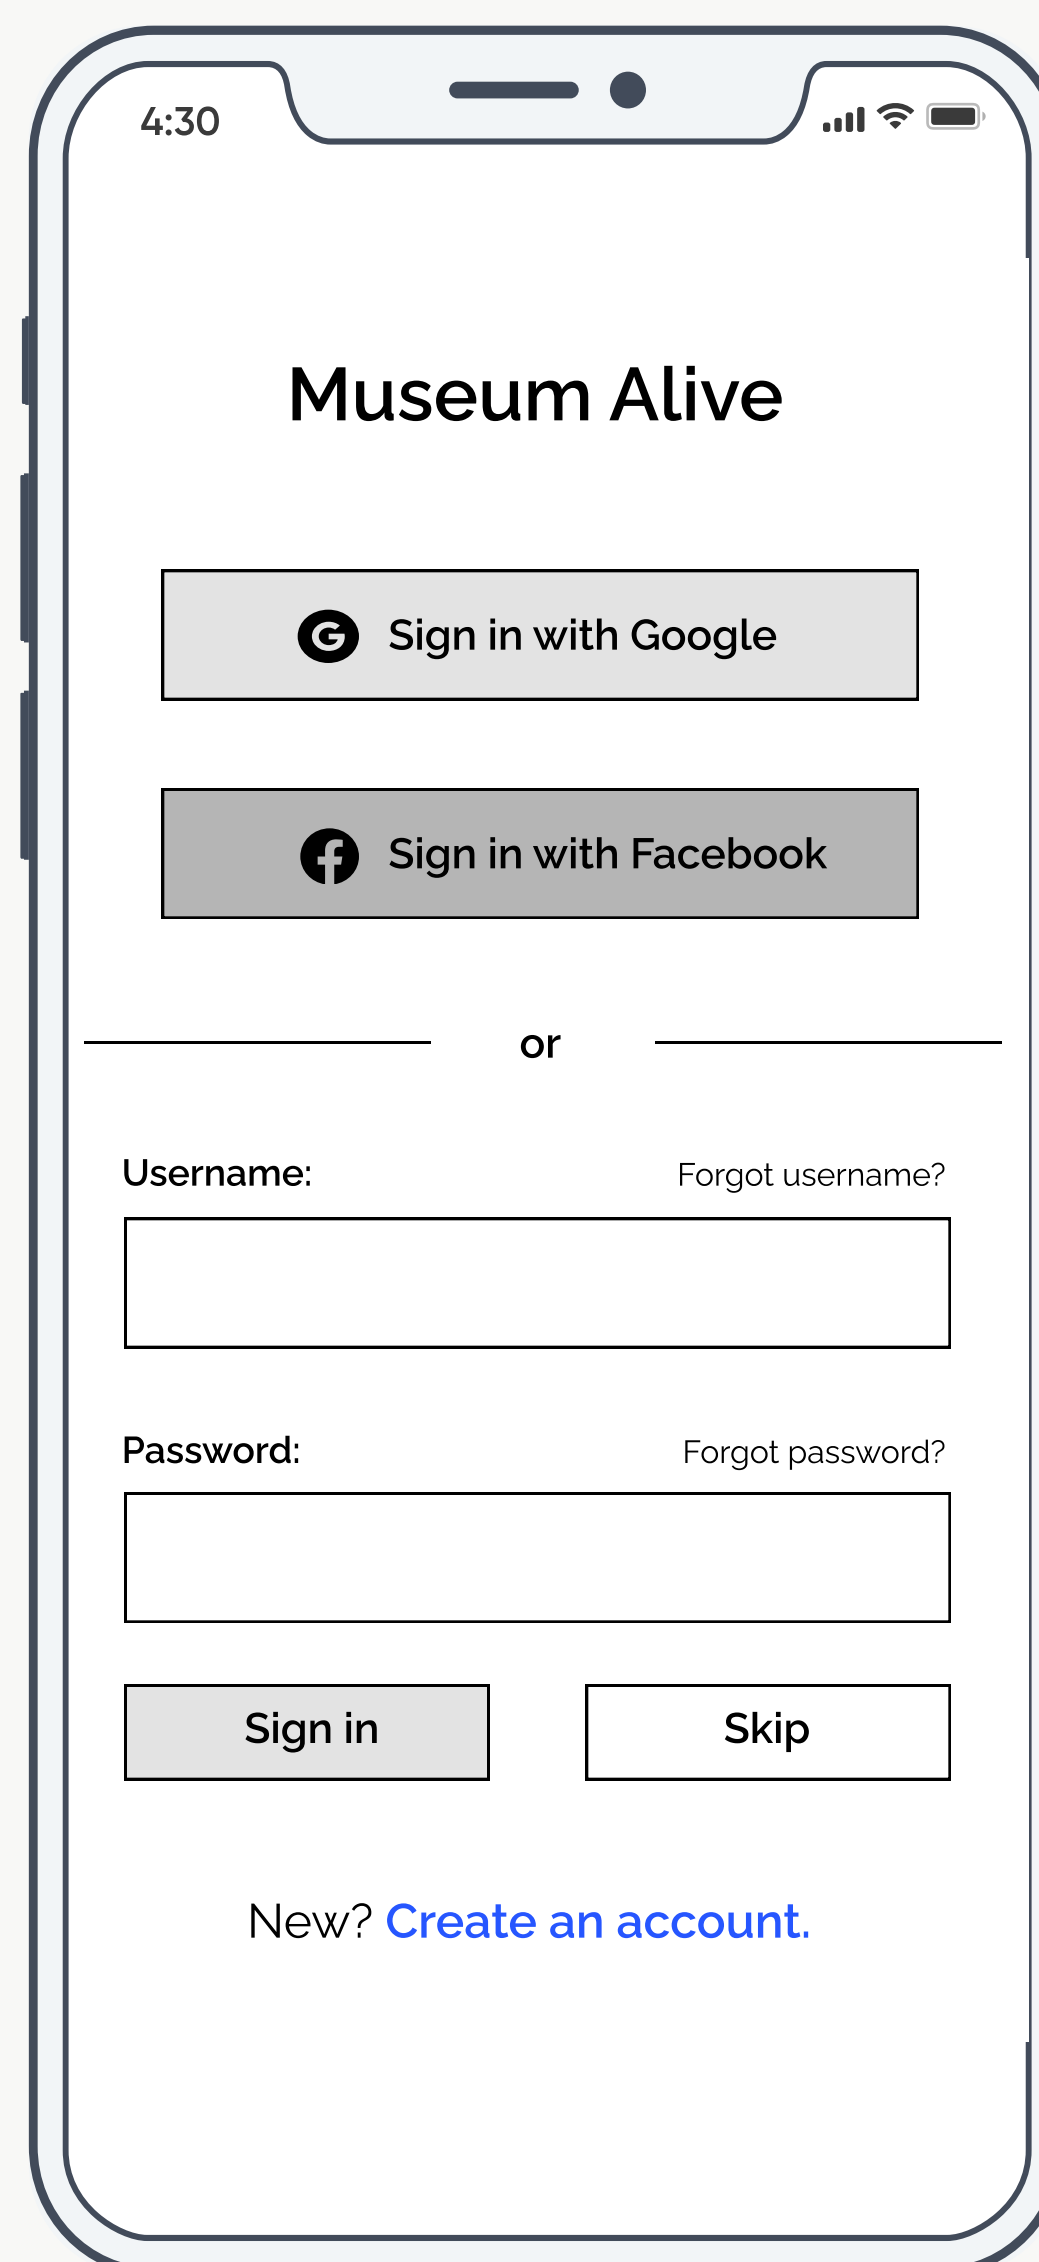 4:30
Museum Alive
Sign in with Google
Sign in with Facebook
or
Username: Forgot username?
Password: Forgot password?
Sign in Skip
New? Create an account.